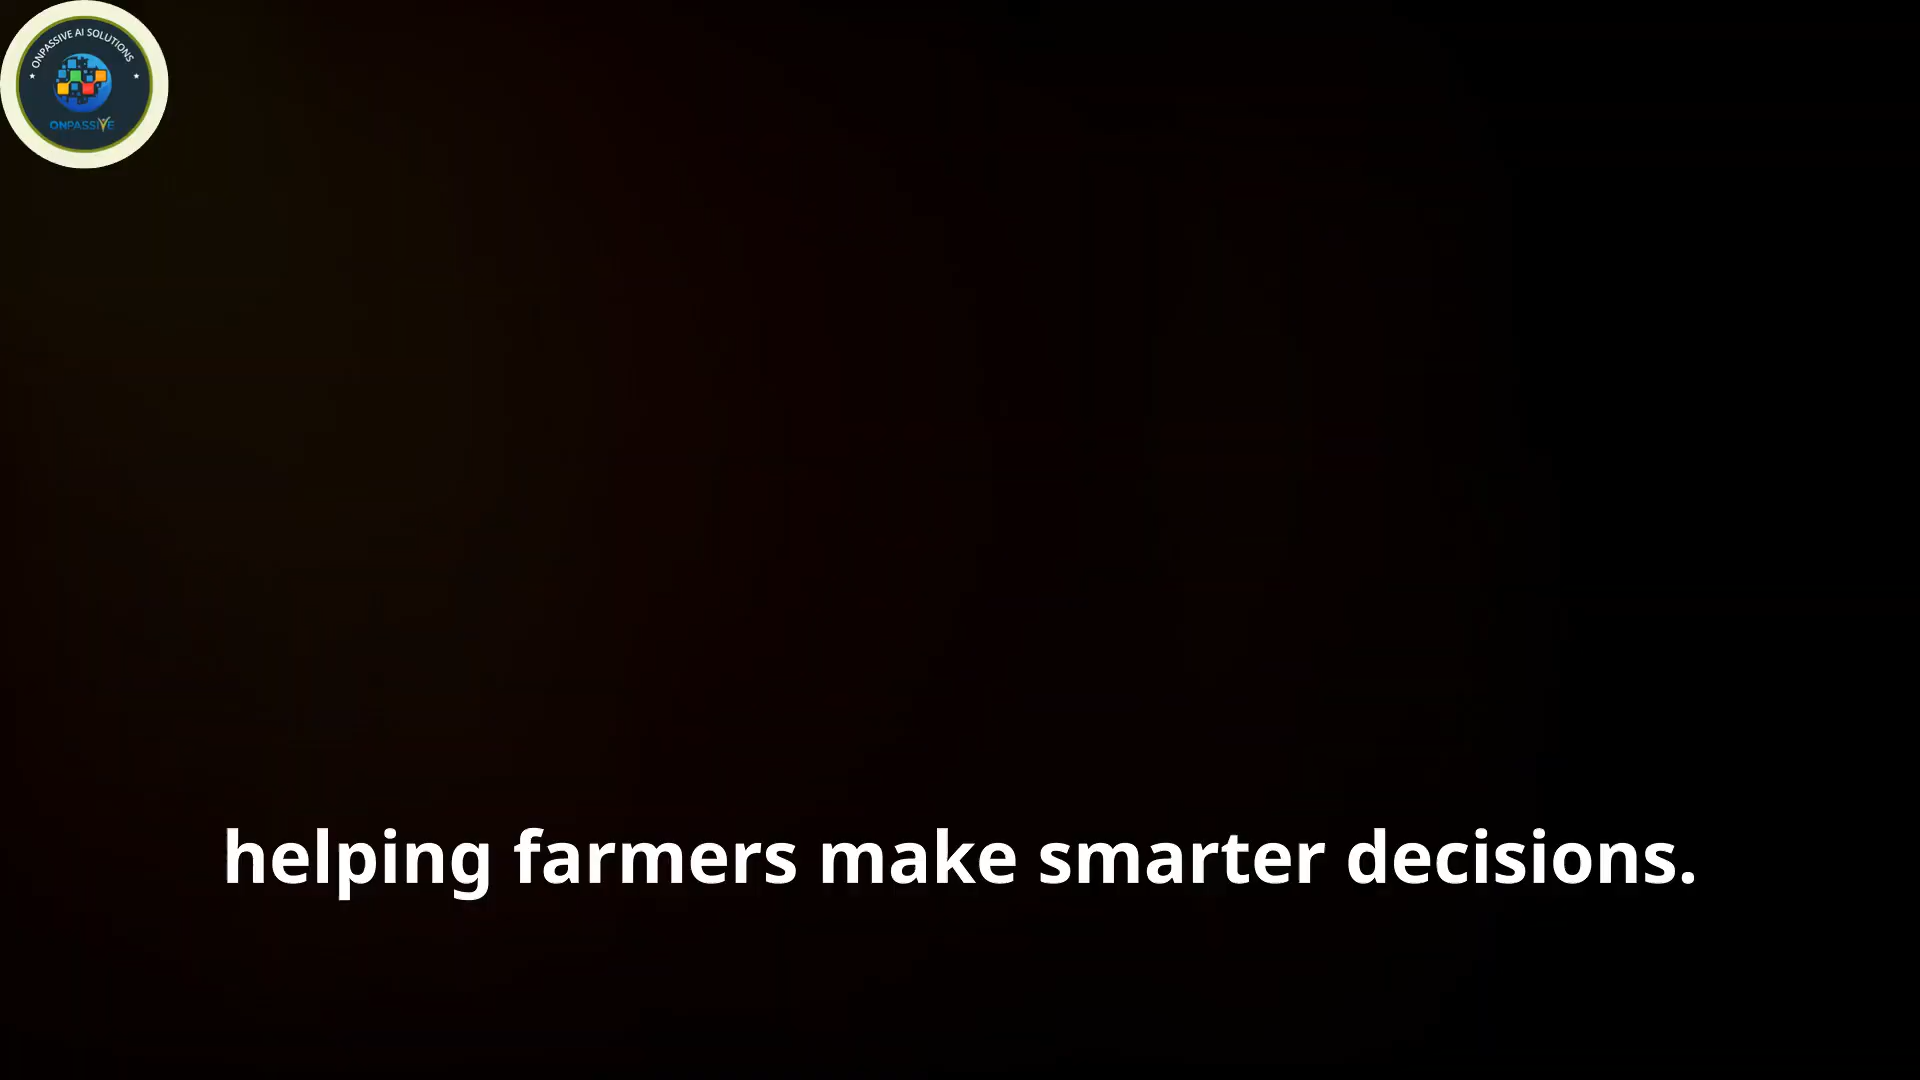 ONPASSIVE AI SOLUTIONS
ONPASSIVE
helping farmers make smarter decisions.